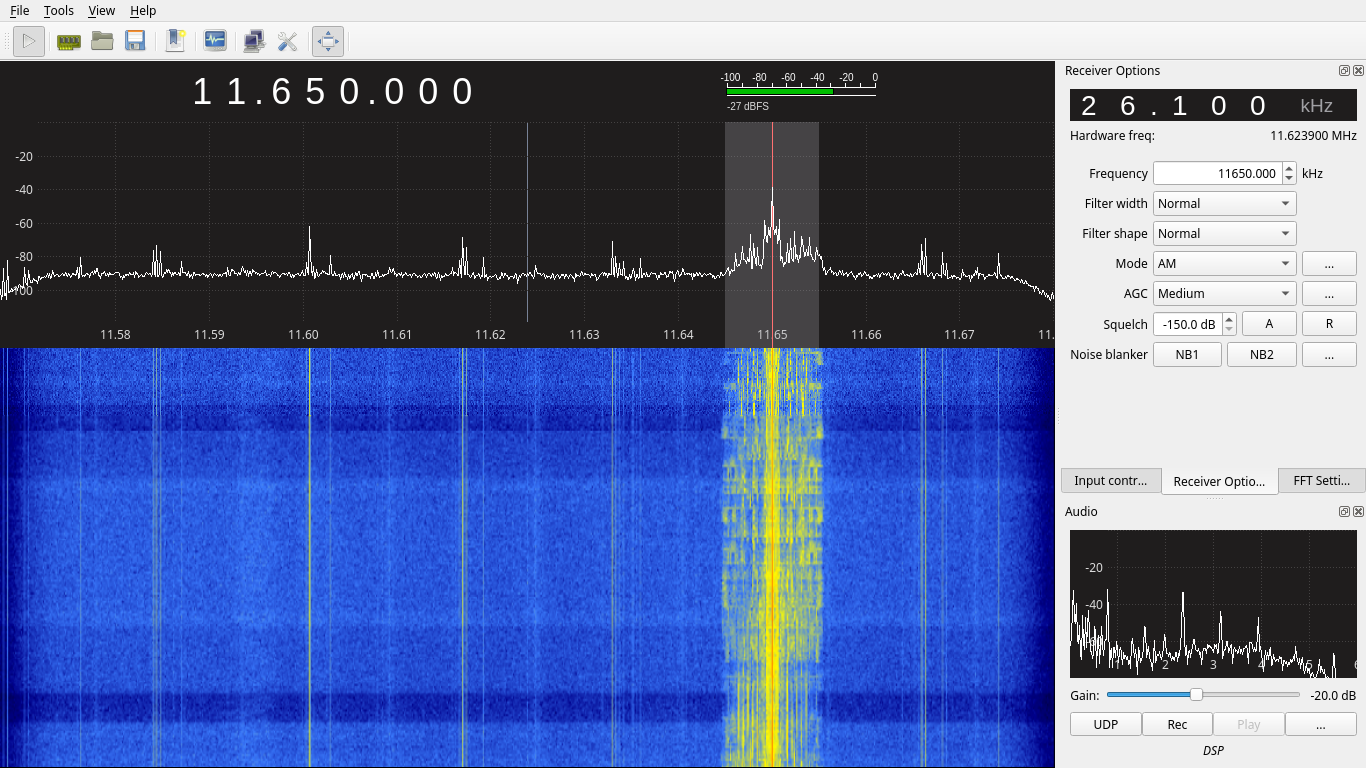 File Tools View Help
11.650.000
-100 -80 -60 -40 -20 0
-27 dBFS
-20
-40
-60
-80
-100
11.58 11.59 11.60 11.61 11.62 11.63 11.64 11.65 11.66 11.67 11.
Receiver Options
26.100 kHz
Hardware freq: 11.623900 MHz
Frequency 11650.000 kHz
Filter width Normal
Filter shape Normal
Mode AM ...
AGC Medium ...
Squelch -150.0 dB A R
Noise blanker NB1 NB2 ...
Input contr... Receiver Optio... FFT Setti...
Audio
-20
-40
1 2 3 4 5 6
Gain: -20.0 dB
UDP Rec Play ...
DSP